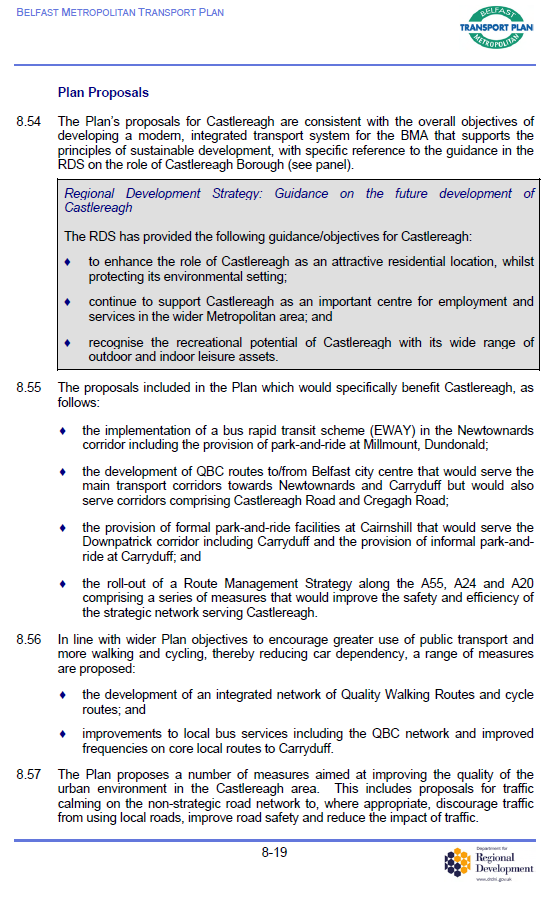 BELFAST METROPOLITAN TRANSPORT PLAN
BELFAST
TRANSPORT PLAN
METROPOLITAN
Plan Proposals
8.54 The Plan's proposals for Castlereagh are consistent with the overall objectives of
developing a modern, integrated transport system for the BMA that supports the
principles of sustainable development, with specific reference to the guidance in the
RDS on the role of Castlereagh Borough (see panel).
Regional Development Strategy: Guidance on the future development of
Castlereagh
The RDS has provided the following guidance/objectives for Castlereagh:
♦ to enhance the role of Castlereagh as an attractive residential location, whilst
protecting its environmental setting;
♦ continue to support Castlereagh as an important centre for employment and
services in the wider Metropolitan area; and
♦ recognise the recreational potential of Castlereagh with its wide range of
outdoor and indoor leisure assets.
8.55 The proposals included in the Plan which would specifically benefit Castlereagh, as
follows:
♦ the implementation of a bus rapid transit scheme (EWAY) in the Newtownards
corridor including the provision of park-and-ride at Millmount, Dundonald;
♦ the development of QBC routes to/from Belfast city centre that would serve the
main transport corridors towards Newtownards and Carryduff but would also
serve corridors comprising Castlereagh Road and Cregagh Road;
♦ the provision of formal park-and-ride facilities at Cairnshill that would serve the
Downpatrick corridor including Carryduff and the provision of informal park-and-
ride at Carryduff; and
♦ the roll-out of a Route Management Strategy along the A55, A24 and A20
comprising a series of measures that would improve the safety and efficiency of
the strategic network serving Castlereagh.
8.56 In line with wider Plan objectives to encourage greater use of public transport and
more walking and cycling, thereby reducing car dependency, a range of measures
are proposed:
♦ the development of an integrated network of Quality Walking Routes and cycle
routes; and
♦ improvements to local bus services including the QBC network and improved
frequencies on core local routes to Carryduff.
8.57 The Plan proposes a number of measures aimed at improving the quality of the
urban environment in the Castlereagh area. This includes proposals for traffic
calming on the non-strategic road network to, where appropriate, discourage traffic
from using local roads, improve road safety and reduce the impact of traffic.
8-19
Department for
Regional
Development
www.drdni.gov.uk